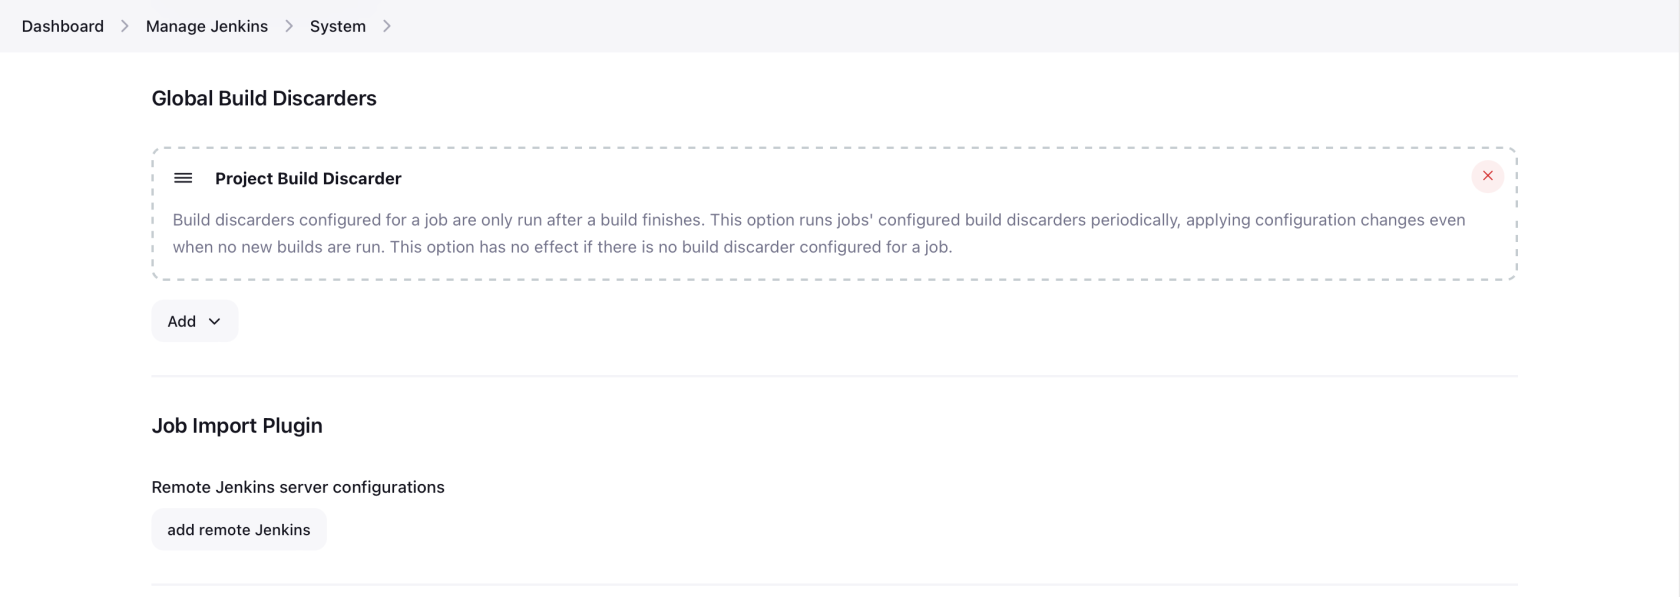 Dashboard Manage Jenkins System
Global Build Discarders
Project Build Discarder
Build discarders configured for a job are only run after a build finishes. This option runs jobs' configured build discarders periodically, applying configuration changes even
when no new builds are run. This option has no effect if there is no build discarder configured for a job.
Add
Job Import Plugin
Remote Jenkins server configurations
add remote Jenkins